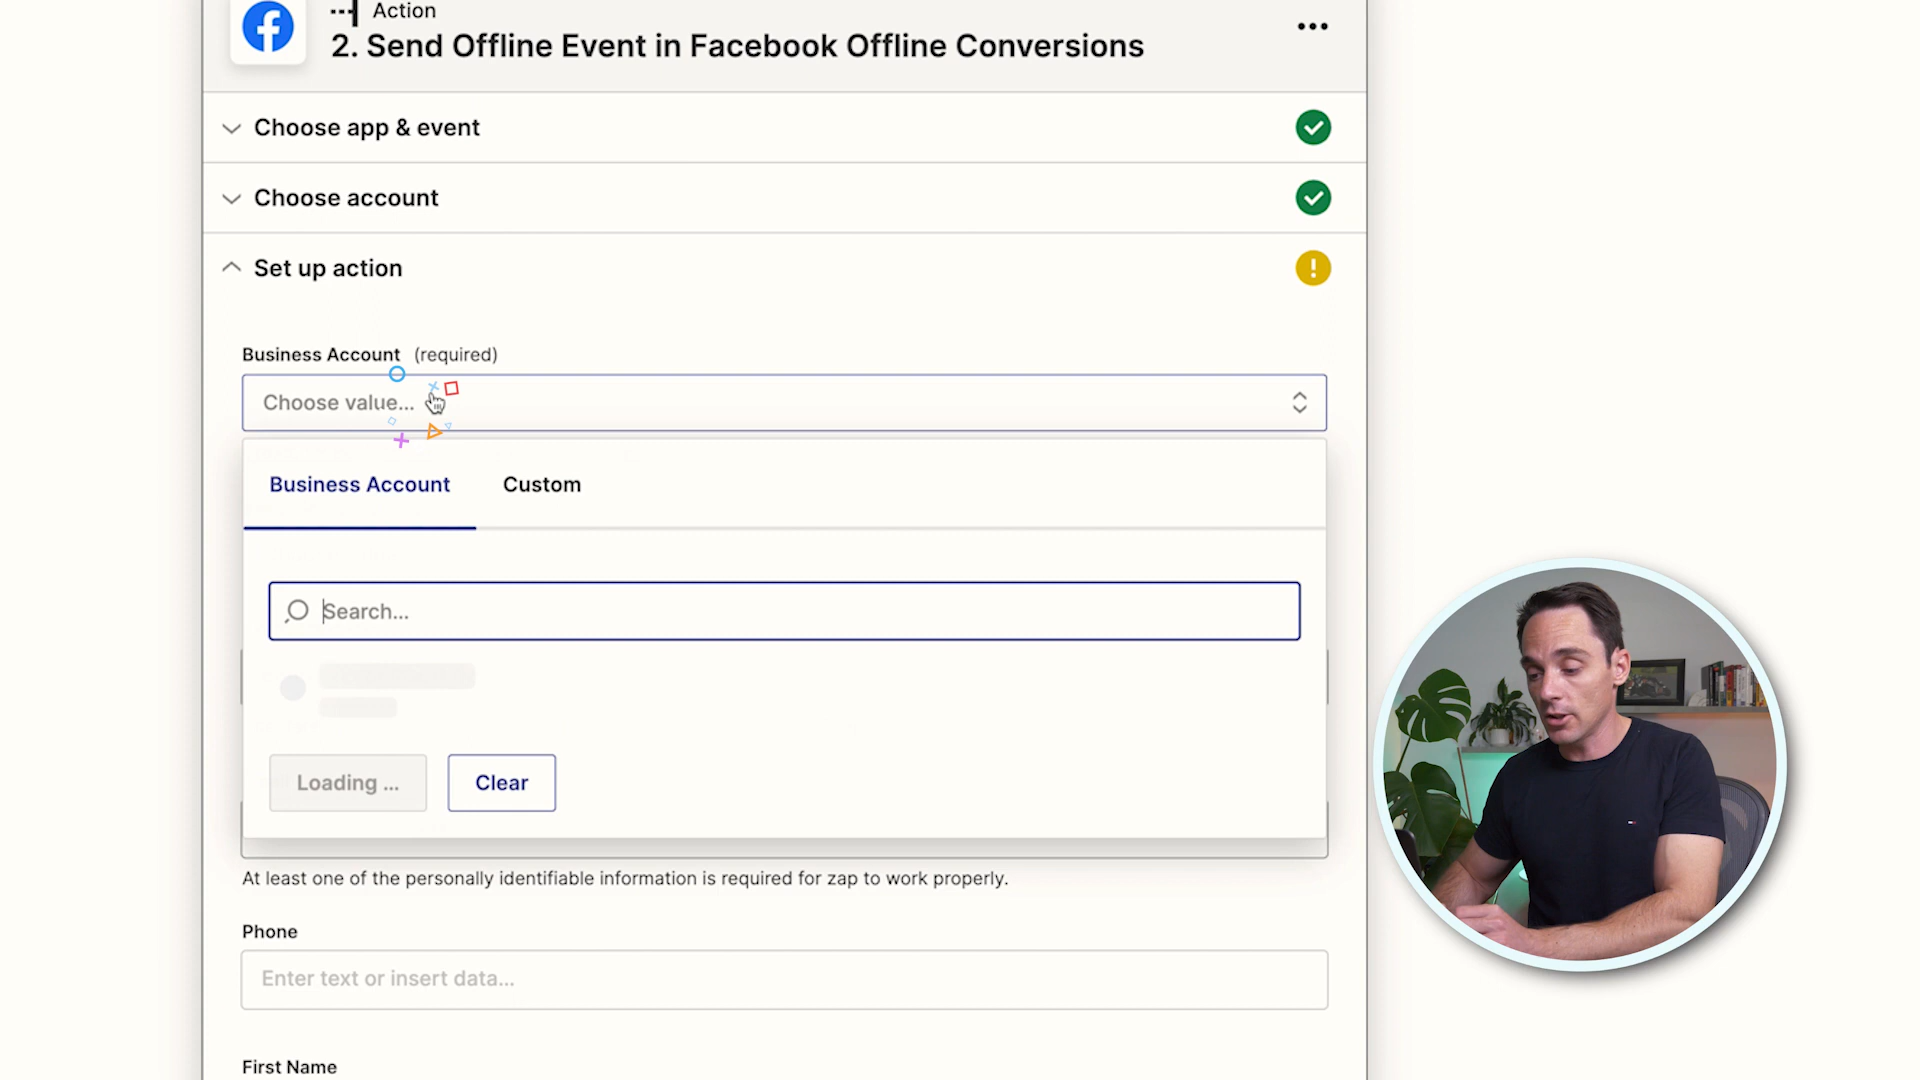 Action
2. Send Offline Event in Facebook Offline Conversions
Choose app & event
Choose account
Set up action
Business Account (required)
Choose value...
Business Account
Custom
Search...
Loading ...
Clear
At least one of the personally identifiable information is required for zap to work properly.
Phone
Enter text or insert data...
First Name